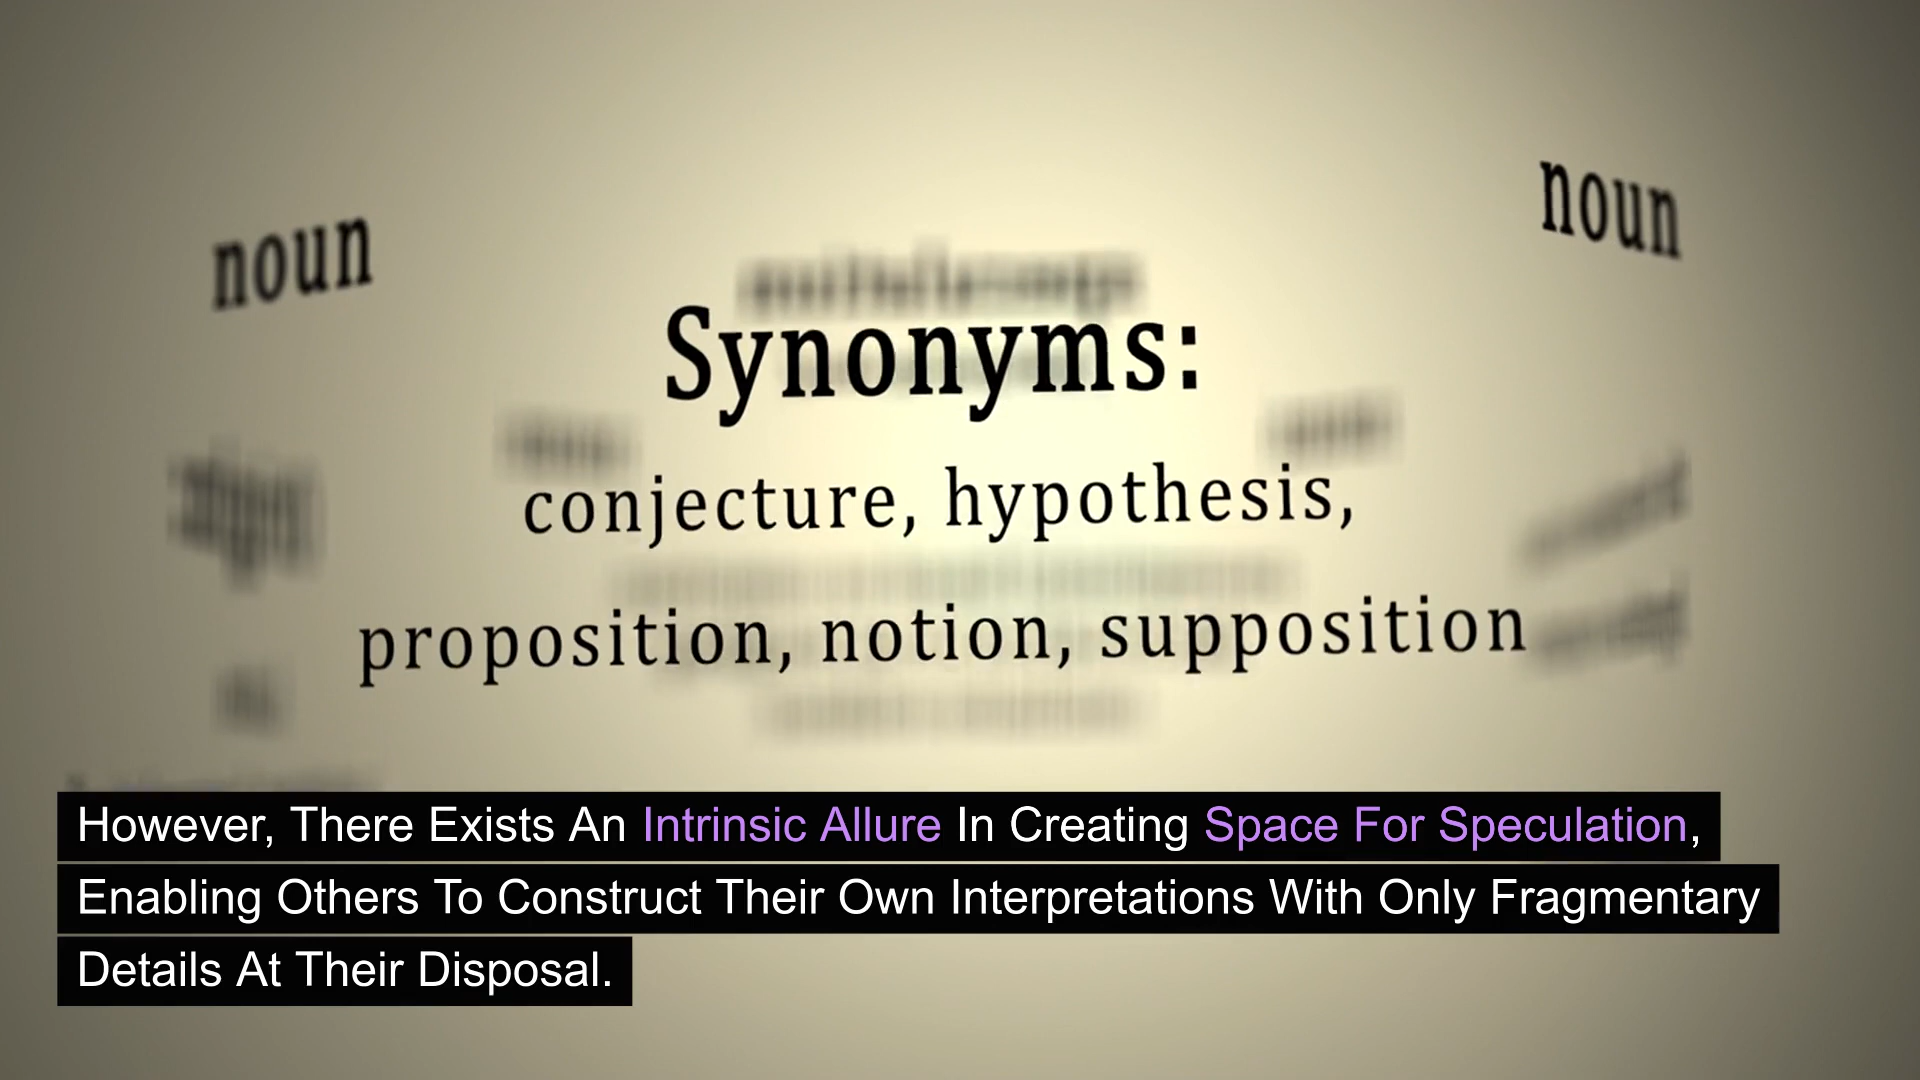 noun
noun
Synonyms:
conjecture, hypothesis,
proposition, notion, supposition
However, There Exists An Intrinsic Allure In Creating Space For Speculation,
Enabling Others To Construct Their Own Interpretations With Only Fragmentary
Details At Their Disposal.